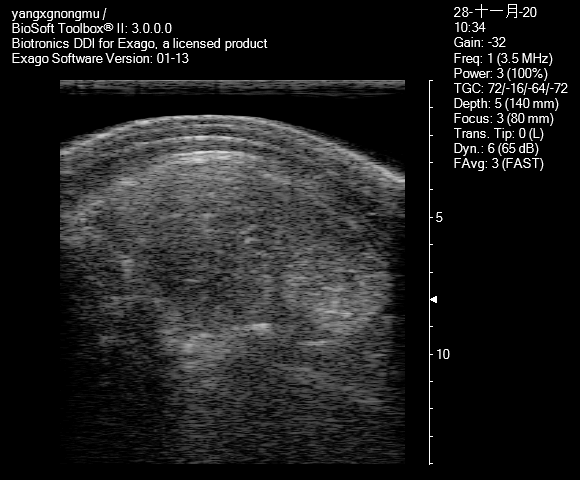 yangxgnongmu /
BioSoft Toolbox® II: 3.0.0.0
Biotronics DDI for Exago, a licensed product
Exago Software Version: 01-13
28-十一月-20
10:34
Gain: -32
Freq: 1 (3.5 MHz)
Power: 3 (100%)
TGC: 72/-16/-64/-72
Depth: 5 (140 mm)
Focus: 3 (80 mm)
Trans. Tip: 0 (L)
Dyn.: 6 (65 dB)
FAvg: 3 (FAST)
5
10